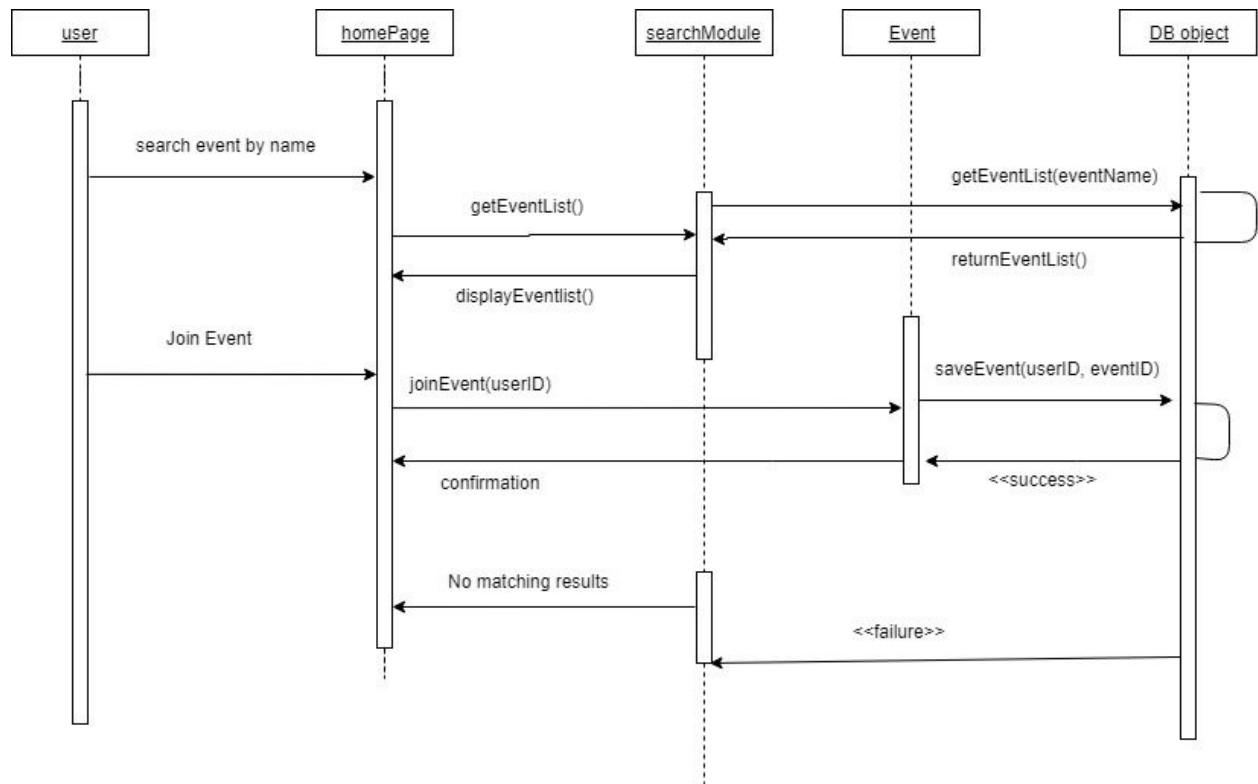 user
homePage
searchModule
Event
DB object
search event by name
getEventList(eventName)
getEventList()
returnEventList()
displayEventlist()
Join Event
saveEvent(userID, eventID)
joinEvent(userID)
confirmation
<<success>>
No matching results
<<failure>>